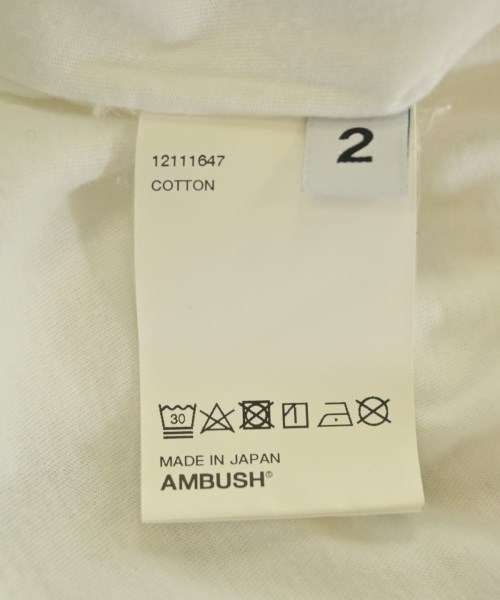 2
12111647
COTTON
30
MADE IN JAPAN
AMBUSH®